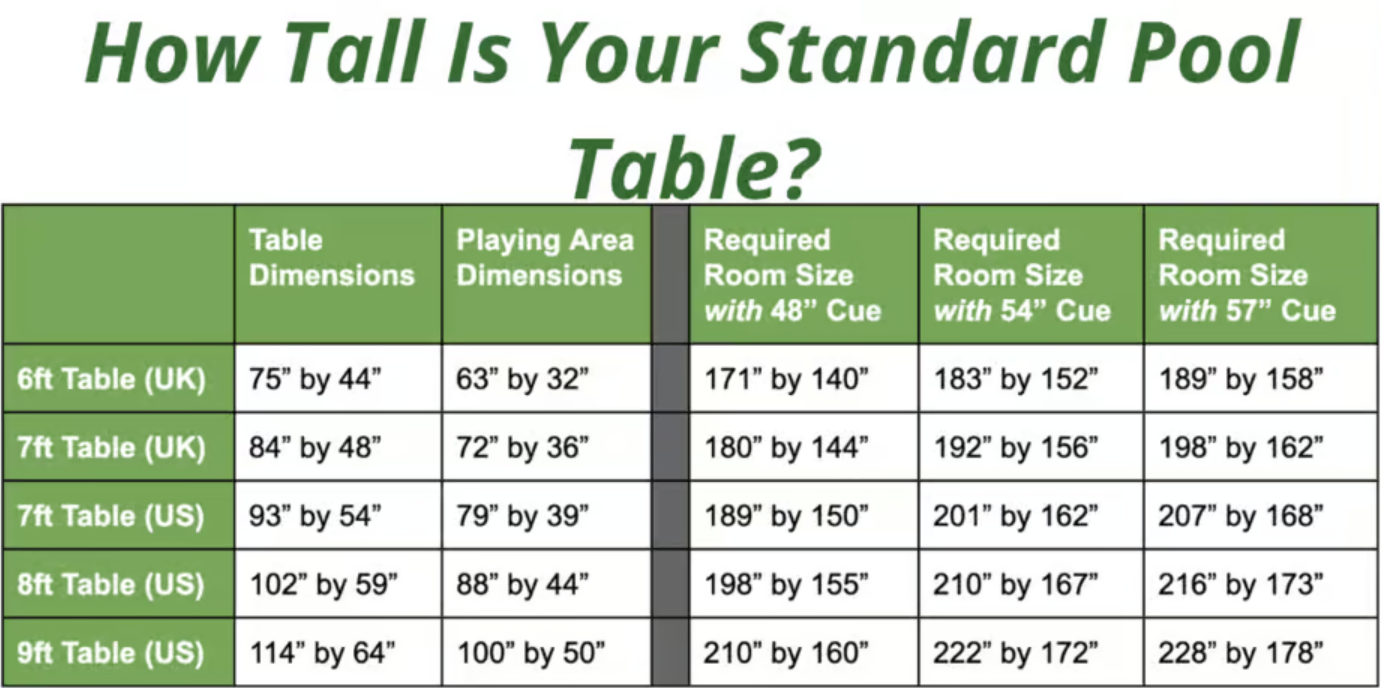 How Tall Is Your Standard Pool
Table?
Table Dimensions Playing Area Dimensions Required Room Size with 48” Cue Required Room Size with 54” Cue Required Room Size with 57” Cue
6ft Table (UK) 75” by 44” 63” by 32” 171” by 140” 183” by 152” 189” by 158”
7ft Table (UK) 84” by 48” 72” by 36” 180” by 144” 192” by 156” 198” by 162”
7ft Table (US) 93” by 54” 79” by 39” 189” by 150” 201” by 162” 207” by 168”
8ft Table (US) 102” by 59” 88” by 44” 198” by 155” 210” by 167” 216” by 173”
9ft Table (US) 114” by 64” 100” by 50” 210” by 160” 222” by 172” 228” by 178”